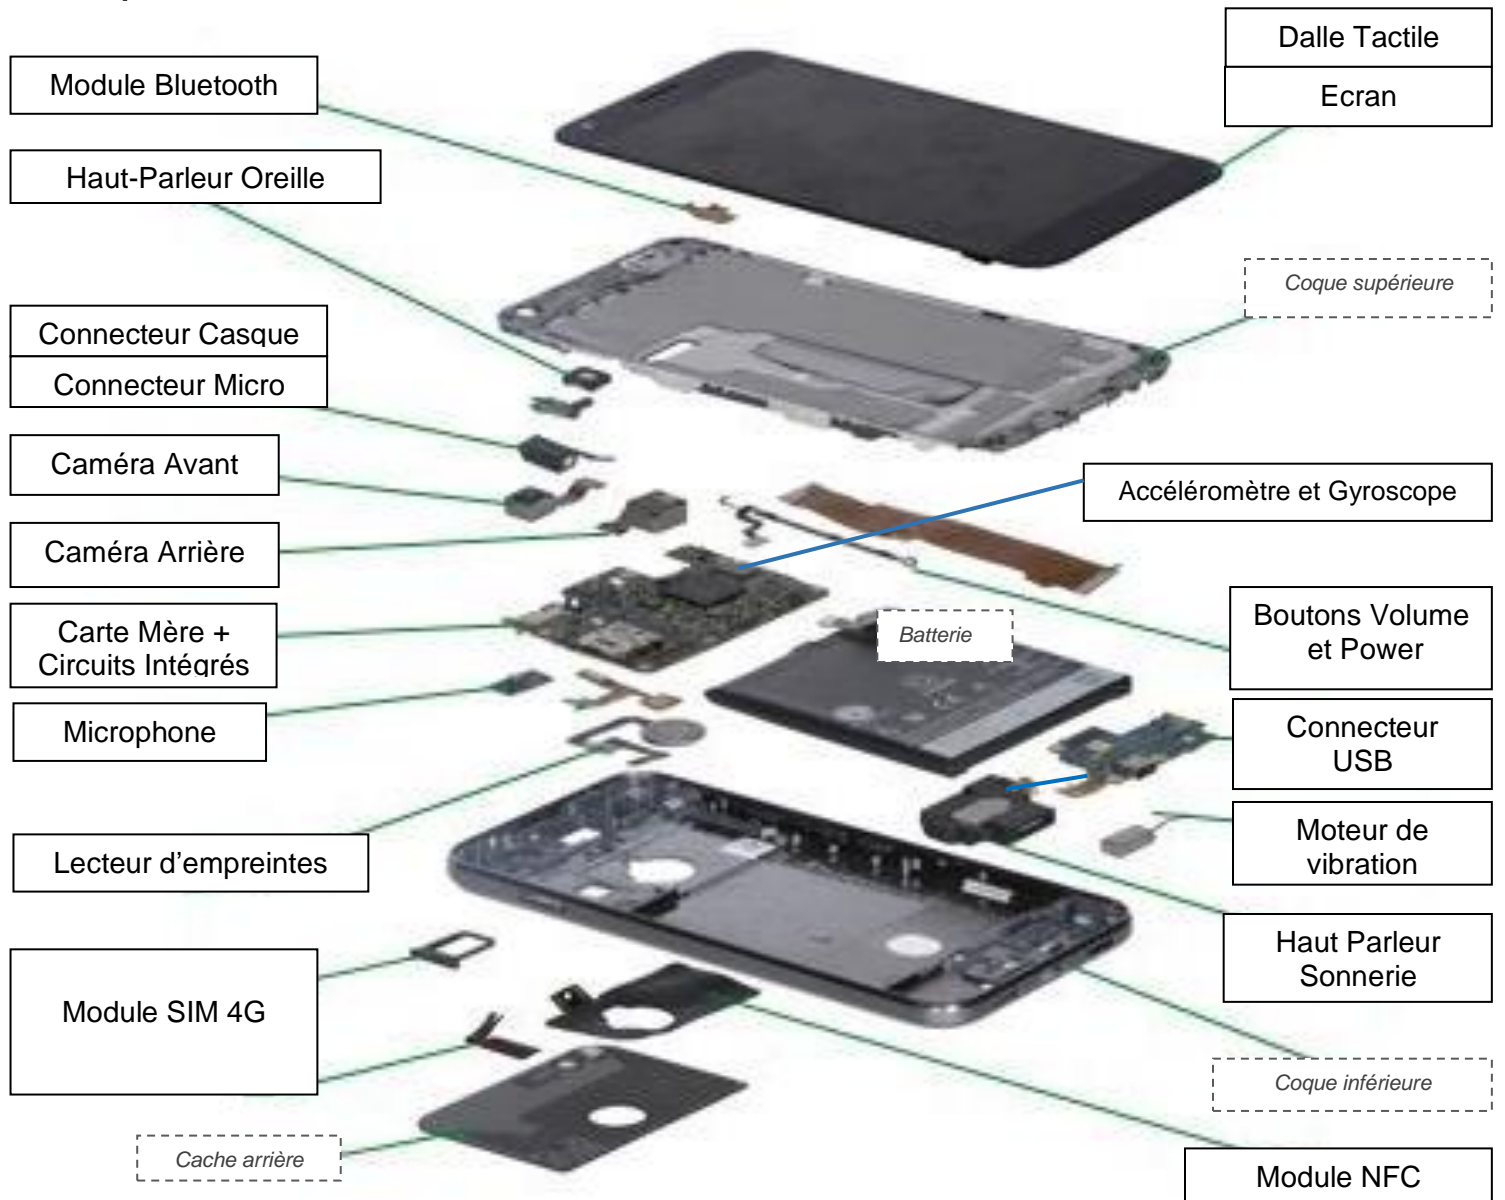 Dalle Tactile
Ecran
Module Bluetooth
Haut-Parleur Oreille
Coque supérieure
Connecteur Casque
Connecteur Micro
Caméra Avant
Accéléromètre et Gyroscope
Caméra Arrière
Carte Mère +
Circuits Intégrés
Batterie
Boutons Volume
et Power
Microphone
Connecteur
USB
Moteur de
vibration
Lecteur d’empreintes
Haut Parleur
Sonnerie
Module SIM 4G
Coque inférieure
Cache arrière
Module NFC